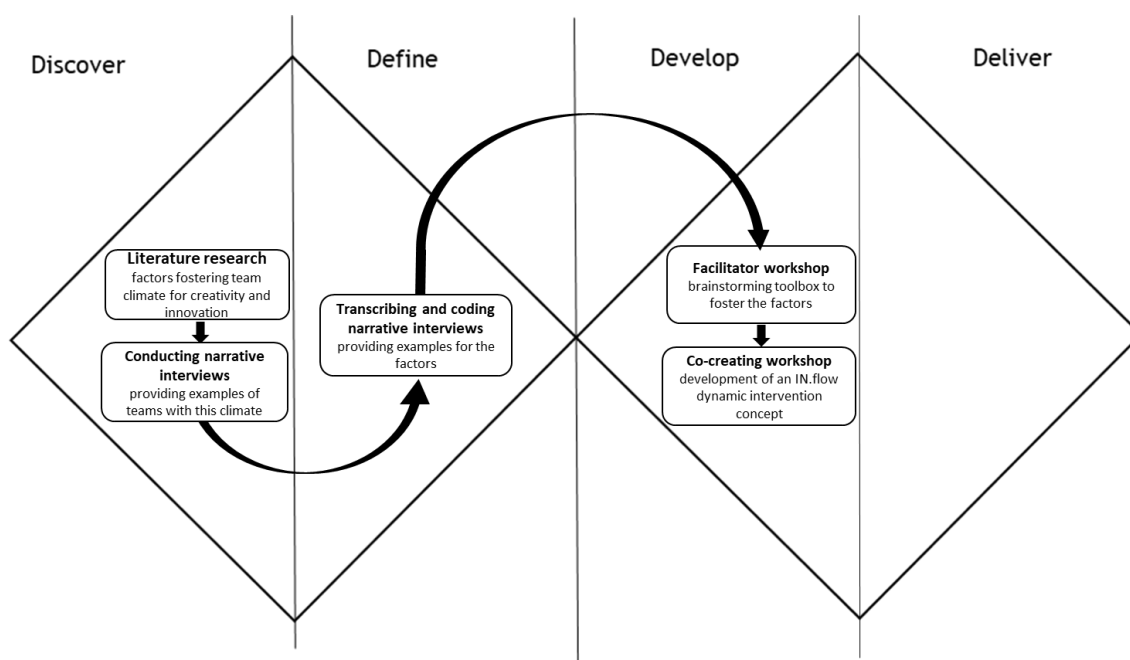 Discover
Define
Develop
Deliver
Literature research
factors fostering team
climate for creativity and
innovation
Conducting narrative
interviews
providing examples of
teams with this climate
Transcribing and coding
narrative interviews
providing examples for the
factors
Facilitator workshop
brainstorming toolbox to
foster the factors
Co-creating workshop
development of an IN.flow
dynamic intervention
concept